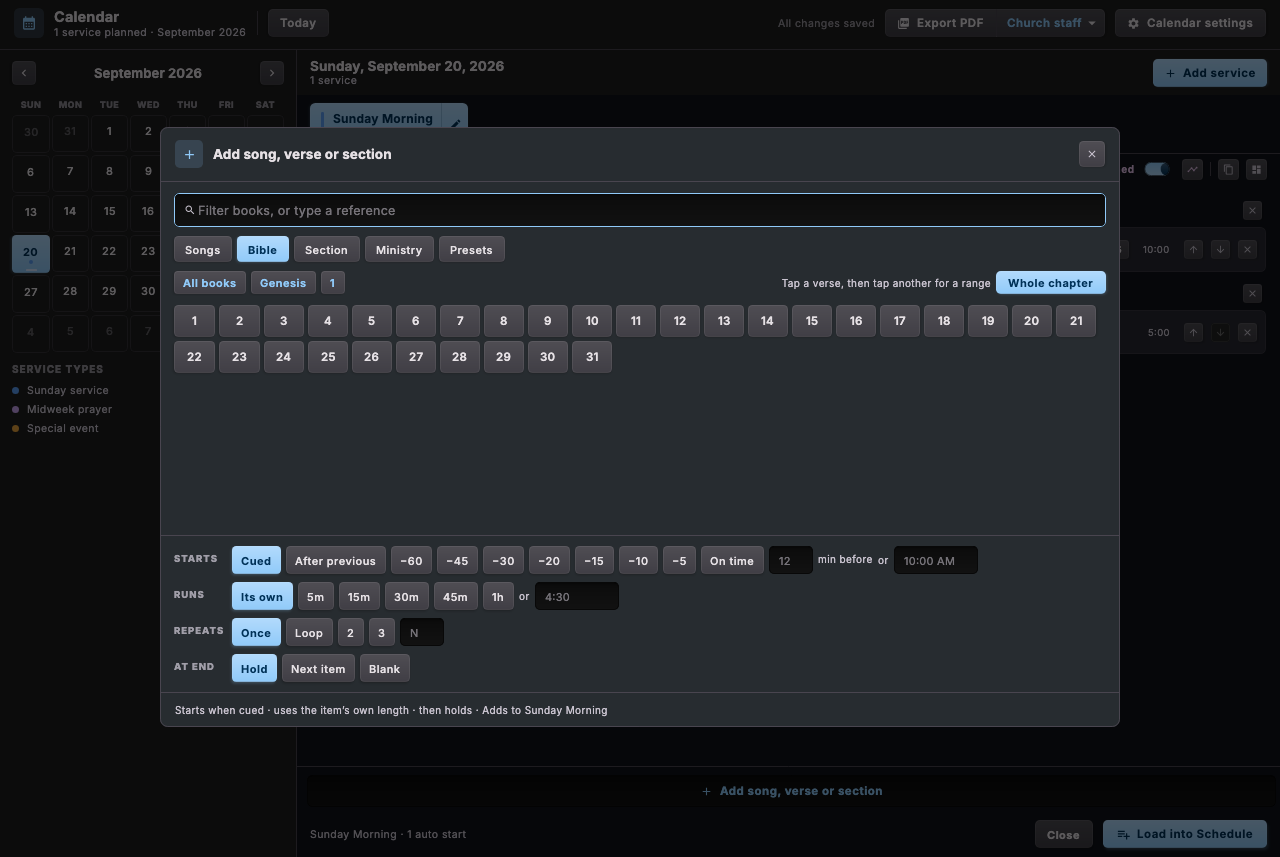 Calendar
1 service planned · September 2026
Today
All changes saved
Export PDF
Church staff
Calendar settings
September 2026
SUN MON TUE WED THU FRI SAT
30 31 1 2
6 7 8 9
13 14 15 16
20 21 22 23
27 28 29 30
4 5 6 7
SERVICE TYPES
Sunday service
Midweek prayer
Special event
Sunday, September 20, 2026
1 service
+ Add service
Sunday Morning
ed
10:00
5:00
+ Add song, verse or section
Filter books, or type a reference
Songs Bible Section Ministry Presets
All books Genesis 1
Tap a verse, then tap another for a range Whole chapter
1 2 3 4 5 6 7 8 9 10 11 12 13 14 15 16 17 18 19 20 21
22 23 24 25 26 27 28 29 30 31
STARTS Cued After previous −60 −45 −30 −20 −15 −10 −5 On time 12 min before or 10:00 AM
RUNS Its own 5m 15m 30m 45m 1h or 4:30
REPEATS Once Loop 2 3 N
AT END Hold Next item Blank
Starts when cued · uses the item's own length · then holds · Adds to Sunday Morning
+ Add song, verse or section
Sunday Morning · 1 auto start
Close
Load into Schedule